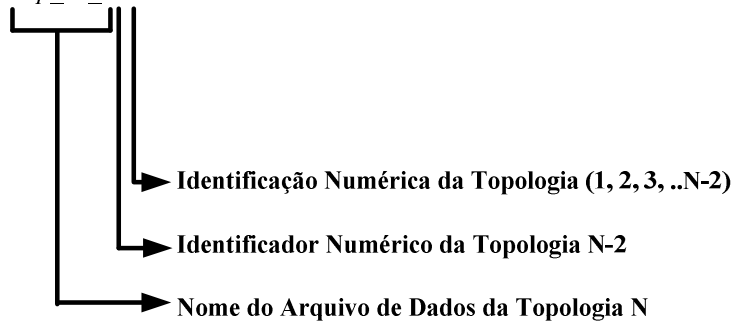 Identificação Numérica da Topologia (1, 2, 3, ..N-2)
Identificador Numérico da Topologia N-2
Nome do Arquivo de Dados da Topologia N